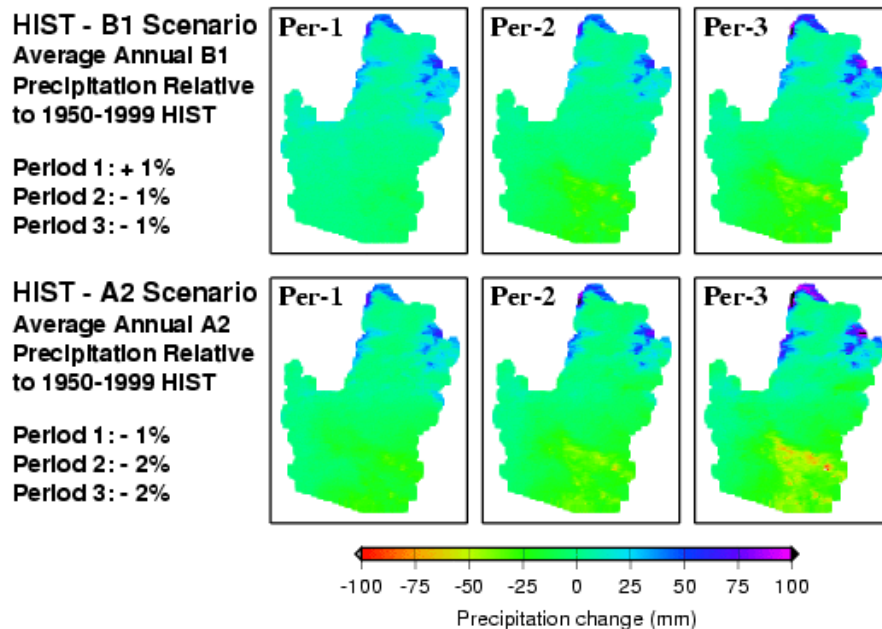 HIST - B1 Scenario
Average Annual B1
Precipitation Relative
to 1950-1999 HIST
Period 1: + 1%
Period 2: - 1%
Period 3: - 1%
Per-1
Per-2
Per-3
HIST - A2 Scenario
Average Annual A2
Precipitation Relative
to 1950-1999 HIST
Period 1: - 1%
Period 2: - 2%
Period 3: - 2%
Per-1
Per-2
Per-3
-100 -75 -50 -25 0 25 50 75 100
Precipitation change (mm)